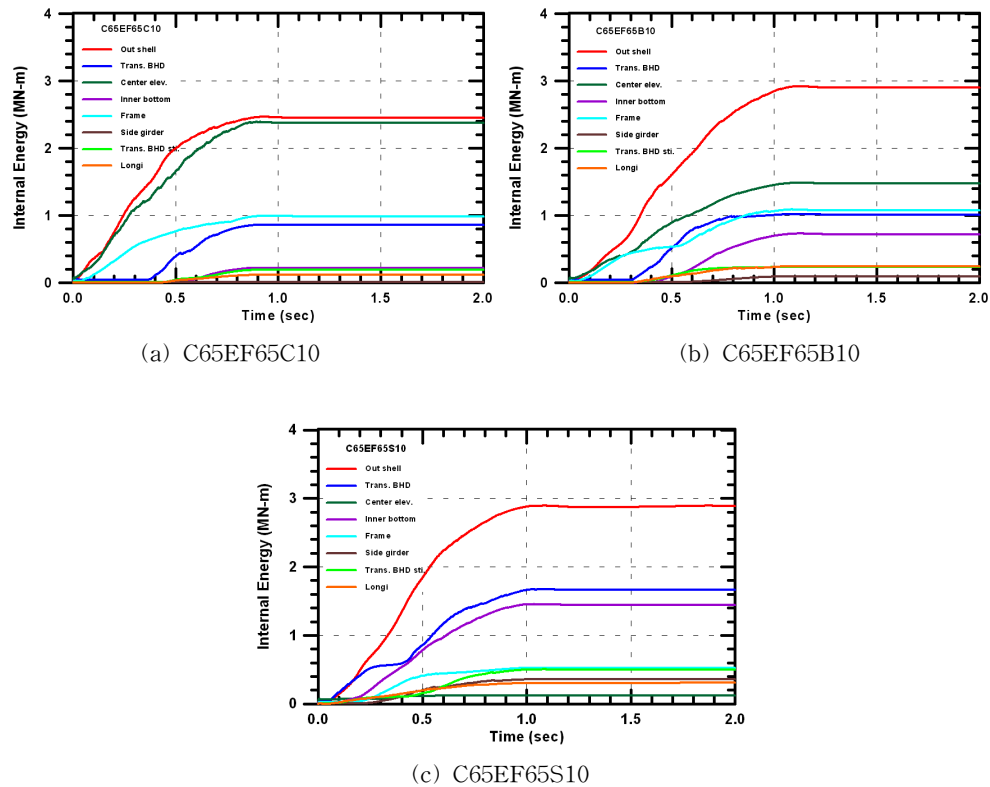 C65EF65C10
Out shell
Trans. BHD
Center elev.
Inner bottom
Frame
Side girder
Trans. BHD sti.
Longi
Internal Energy (MN-m)
4
3
2
1
0
0.0 0.5 1.0 1.5 2.0
Time (sec)
(a) C65EF65C10
C65EF65B10
Out shell
Trans. BHD
Center elev.
Inner bottom
Frame
Side girder
Trans. BHD sti.
Longi
Internal Energy (MN-m)
4
3
2
1
0
0.0 0.5 1.0 1.5 2.0
Time (sec)
(b) C65EF65B10
C65EF65S10
Out shell
Trans. BHD
Center elev.
Inner bottom
Frame
Side girder
Trans. BHD sti.
Longi
Internal Energy (MN-m)
4
3
2
1
0
0.0 0.5 1.0 1.5 2.0
Time (sec)
(c) C65EF65S10